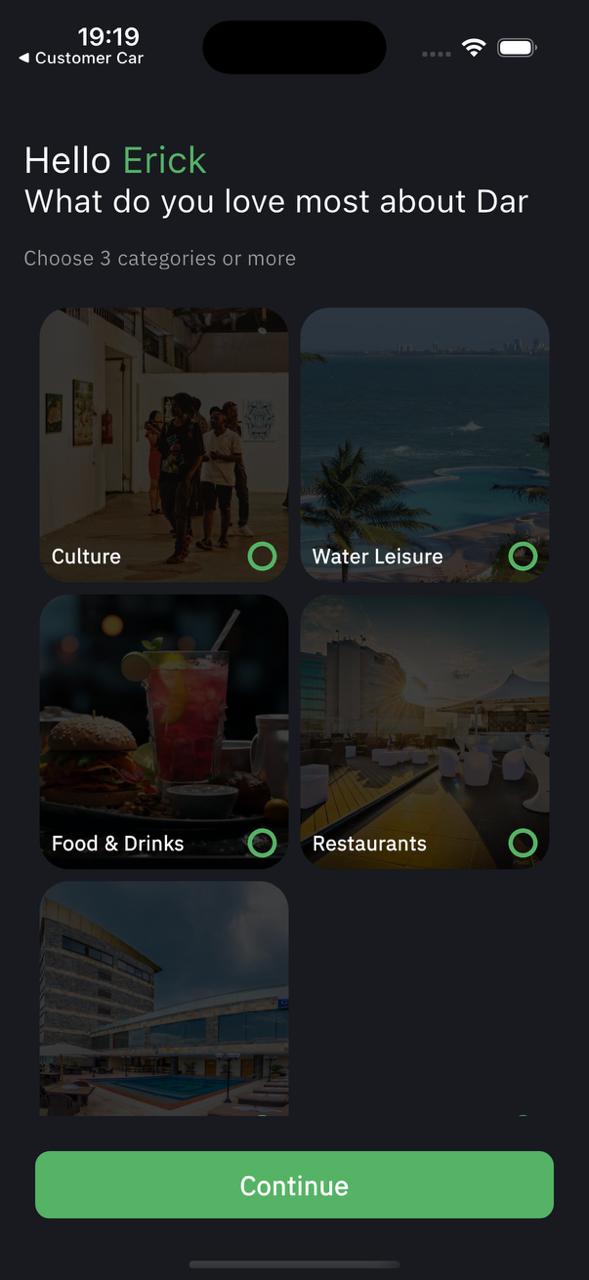 19:19
◀ Customer Car
Hello Erick
What do you love most about Dar
Choose 3 categories or more
Culture
Water Leisure
Food & Drinks
Restaurants
Continue